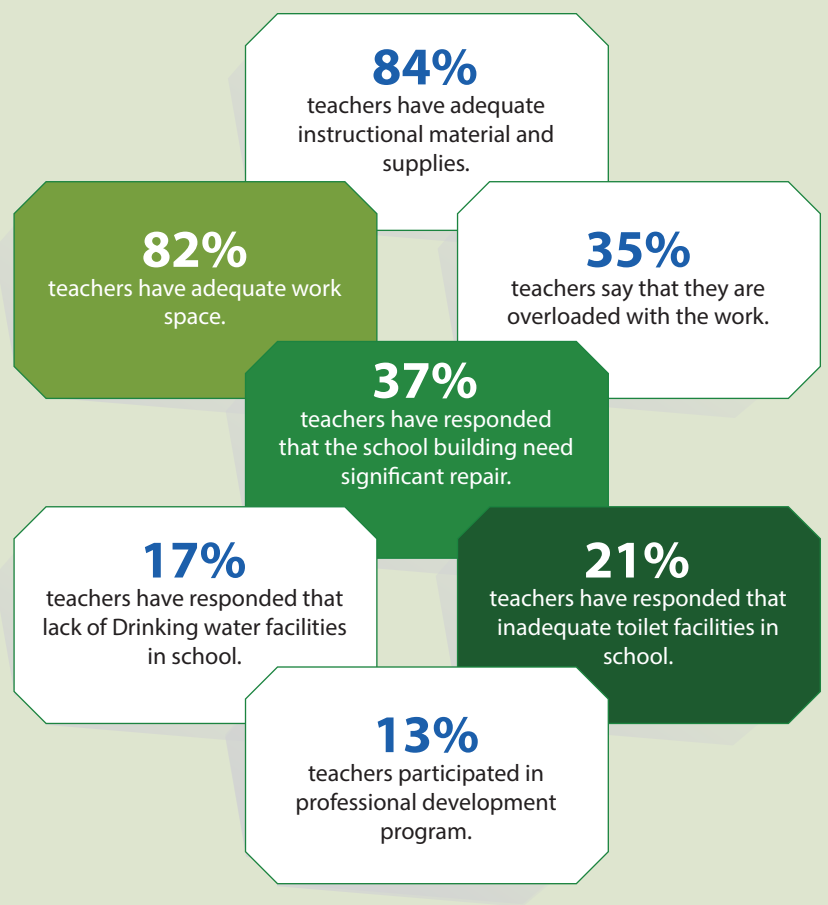 84%
teachers have adequate
instructional material and
supplies.
82%
teachers have adequate work
space.
35%
teachers say that they are
overloaded with the work.
37%
teachers have responded
that the school building need
significant repair.
17%
teachers have responded that
lack of Drinking water facilities
in school.
21%
teachers have responded that
inadequate toilet facilities in
school.
13%
teachers participated in
professional development
program.